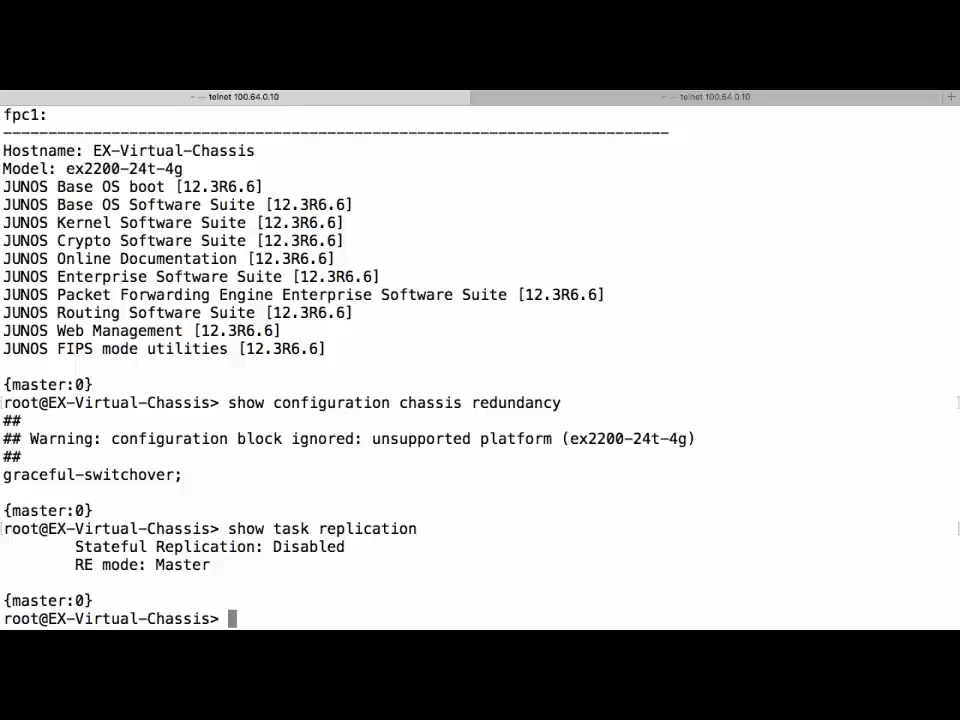 ~ — telnet 100.64.0.10
~ — telnet 100.64.0.10
+
fpc1:
--------------------------------------------------------------------------
Hostname: EX-Virtual-Chassis
Model: ex2200-24t-4g
JUNOS Base OS boot [12.3R6.6]
JUNOS Base OS Software Suite [12.3R6.6]
JUNOS Kernel Software Suite [12.3R6.6]
JUNOS Crypto Software Suite [12.3R6.6]
JUNOS Online Documentation [12.3R6.6]
JUNOS Enterprise Software Suite [12.3R6.6]
JUNOS Packet Forwarding Engine Enterprise Software Suite [12.3R6.6]
JUNOS Routing Software Suite [12.3R6.6]
JUNOS Web Management [12.3R6.6]
JUNOS FIPS mode utilities [12.3R6.6]
{master:0}
root@EX-Virtual-Chassis> show configuration chassis redundancy
##
## Warning: configuration block ignored: unsupported platform (ex2200-24t-4g)
##
graceful-switchover;
{master:0}
root@EX-Virtual-Chassis> show task replication
Stateful Replication: Disabled
RE mode: Master
{master:0}
root@EX-Virtual-Chassis>